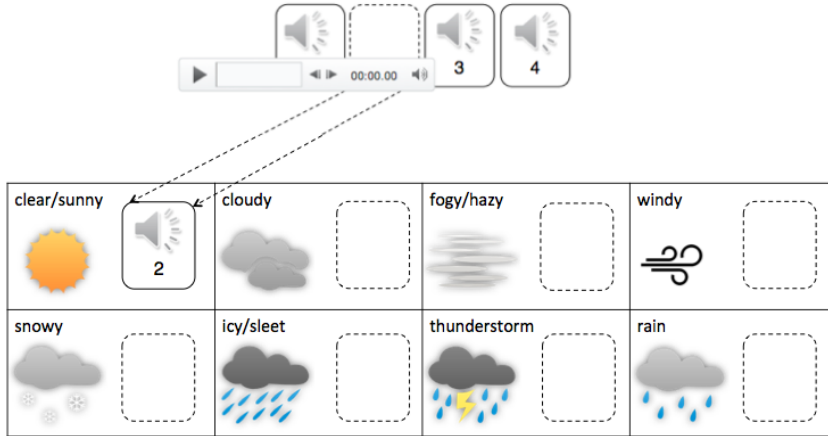 3 4
00:00.00
clear/sunny cloudy fogy/hazy windy
2
snowy icy/sleet thunderstorm rain